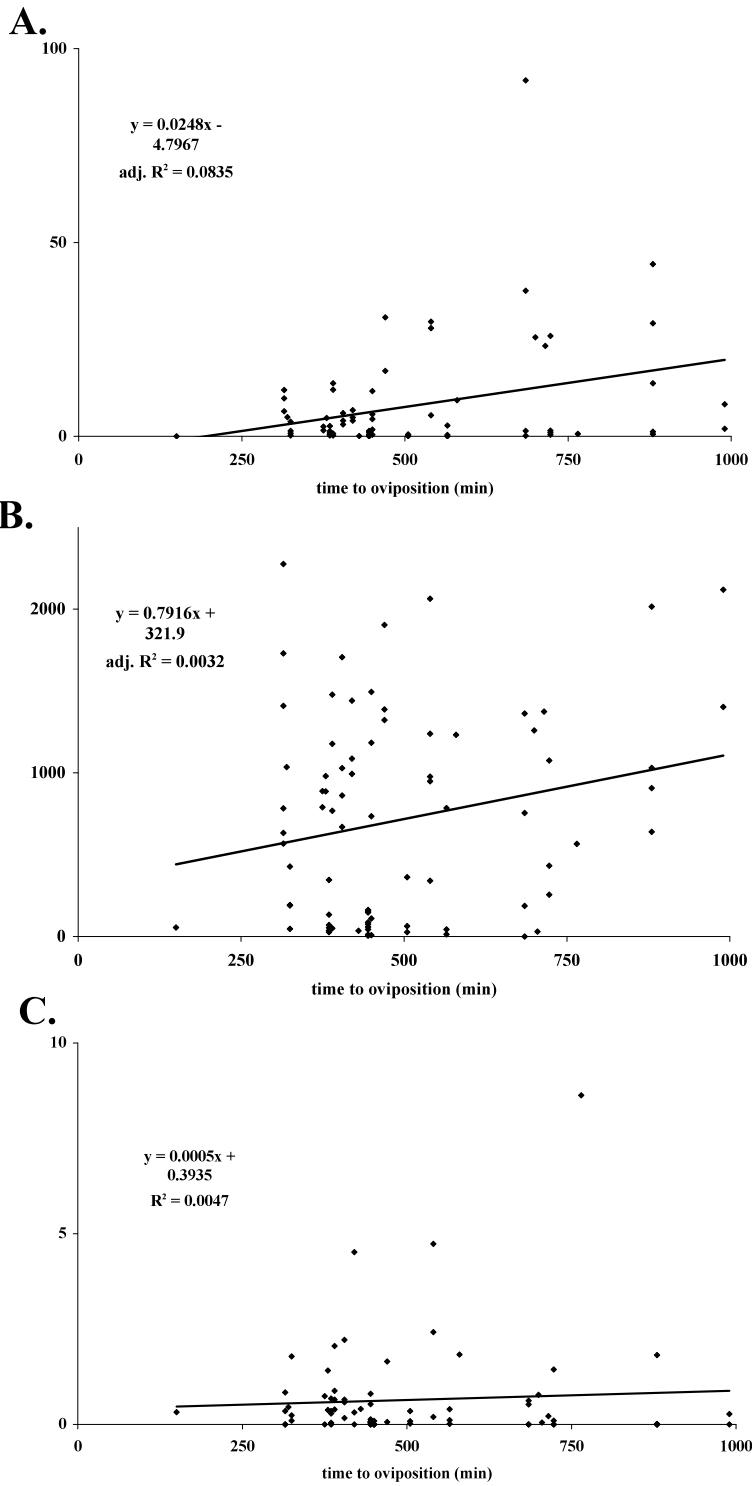 A.
100
y = 0.0248x -
4.7967
adj. R² = 0.0835
50
0
0 250 500 750 1000
time to oviposition (min)
B.
2000
y = 0.7916x +
321.9
adj. R² = 0.0032
1000
0
0 250 500 750 1000
time to oviposition (min)
C.
10
y = 0.0005x +
0.3935
R² = 0.0047
5
0
0 250 500 750 1000
time to oviposition (min)